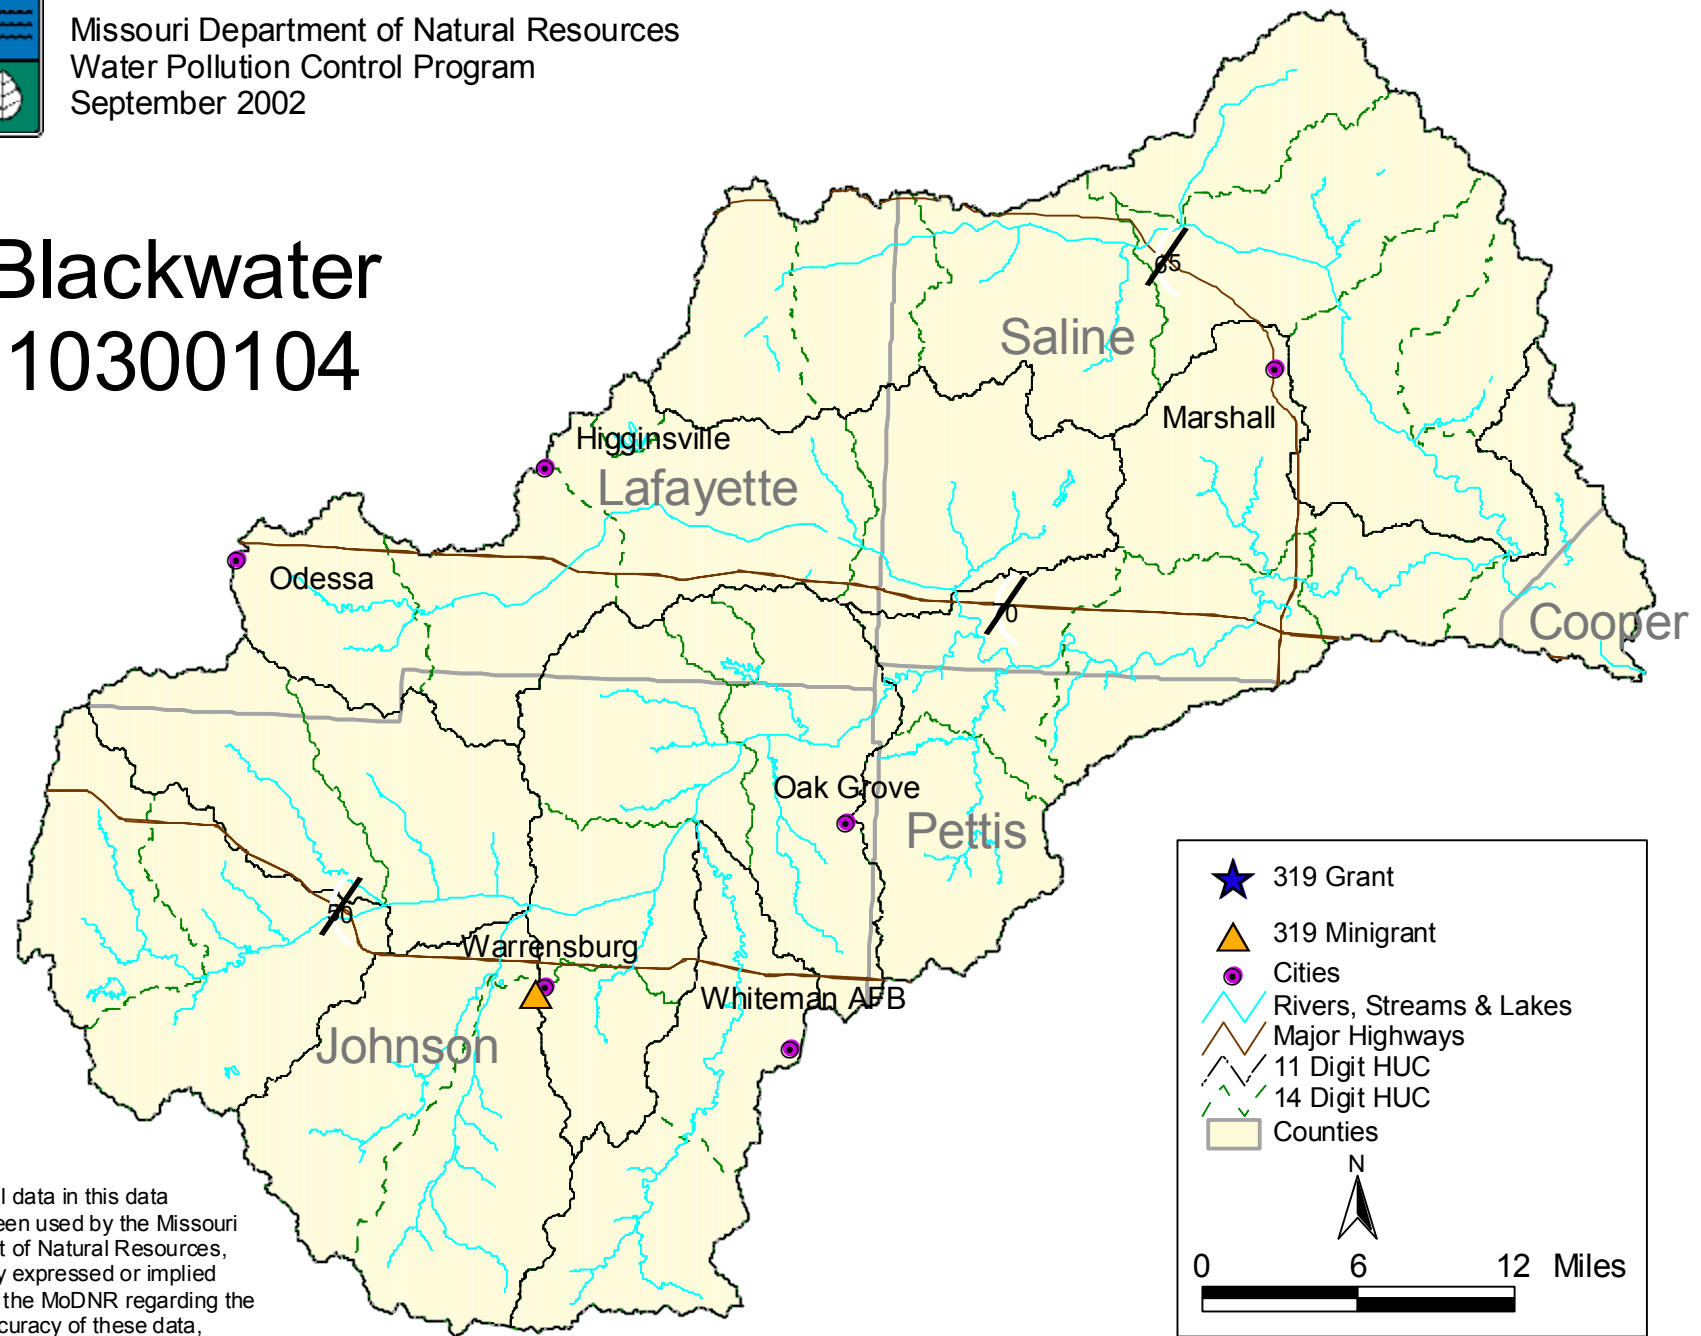 Missouri Department of Natural Resources
Water Pollution Control Program
September 2002
Blackwater
10300104
Saline
Marshall
Higginsville
Lafayette
Odessa
Cooper
Oak Grove
Pettis
Warrensburg
Whiteman AFB
Johnson
65
0
50
319 Grant
319 Minigrant
Cities
Rivers, Streams & Lakes
Major Highways
11 Digit HUC
14 Digit HUC
Counties
N
0 6 12 Miles
data in this data
used by the Missouri
of Natural Resources,
expressed or implied
the MoDNR regarding the
of these data,